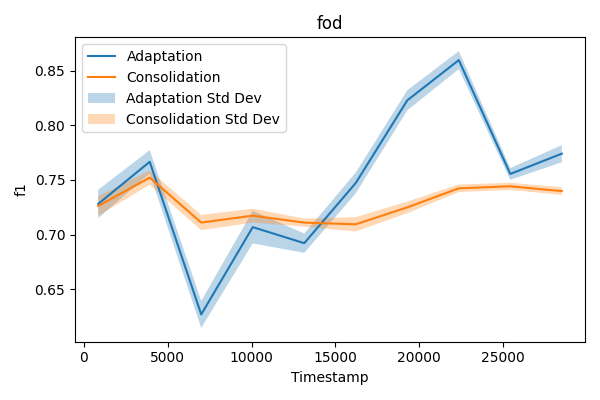 fod
Adaptation
Consolidation
Adaptation Std Dev
Consolidation Std Dev
f1
0.85
0.80
0.75
0.70
0.65
0
5000
10000
15000
20000
25000
Timestamp